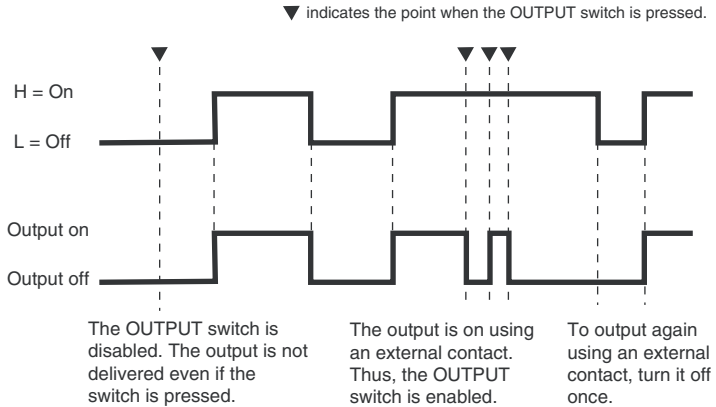 ▼ indicates the point when the OUTPUT switch is pressed.
H = On
L = Off
Output on
Output off
The OUTPUT switch is
disabled. The output is not
delivered even if the
switch is pressed.
The output is on using
an external contact.
Thus, the OUTPUT
switch is enabled.
To output again
using an external
contact, turn it off
once.